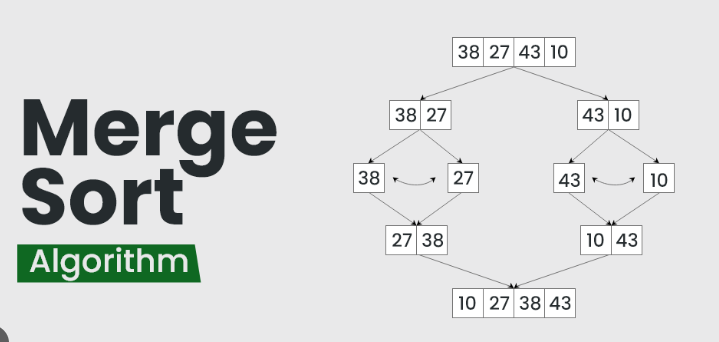 Merge
Sort
Algorithm
38 27 43 10
38 27
43 10
38
27
43
10
27 38
10 43
10 27 38 43